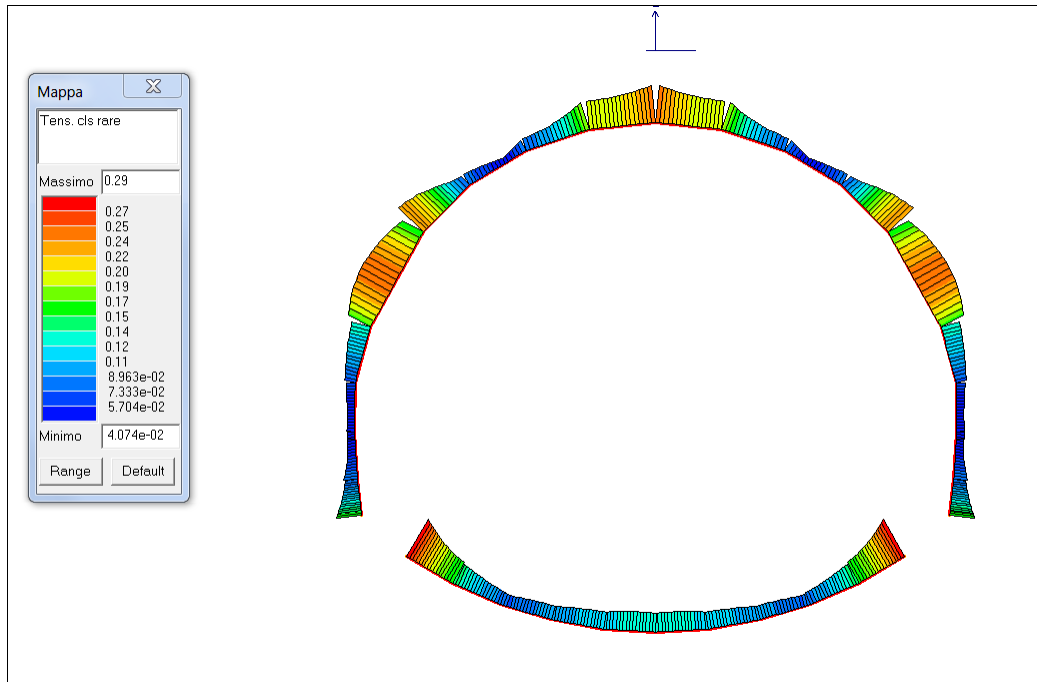 Mappa
Tens. cls rare
Massimo 0.29
0.27
0.25
0.24
0.22
0.20
0.19
0.17
0.15
0.14
0.12
0.11
8.963e-02
7.333e-02
5.704e-02
Minimo 4.074e-02
Range Default